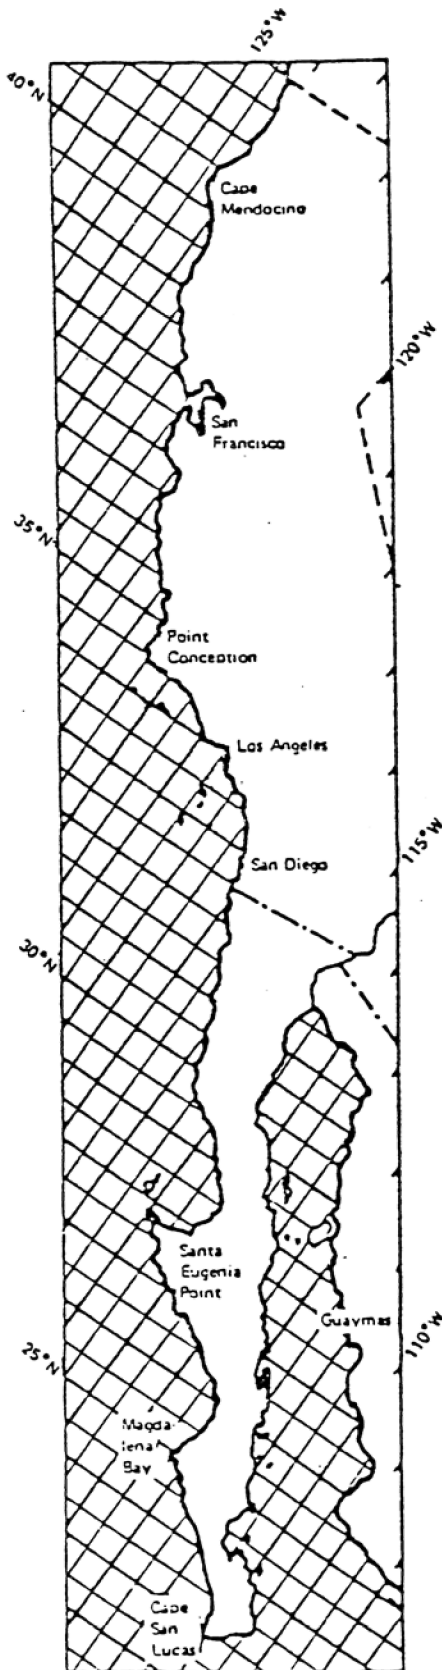 125°W
40°N
Cape
Mendocino
120°W
San
Francisco
35°N
Point
Conception
Los Angeles
115°W
San Diego
30°N
Santa
Eugenia
Point
Guaymas
110°W
25°N
Magda-
lena
Bay
Cape
San
Lucas